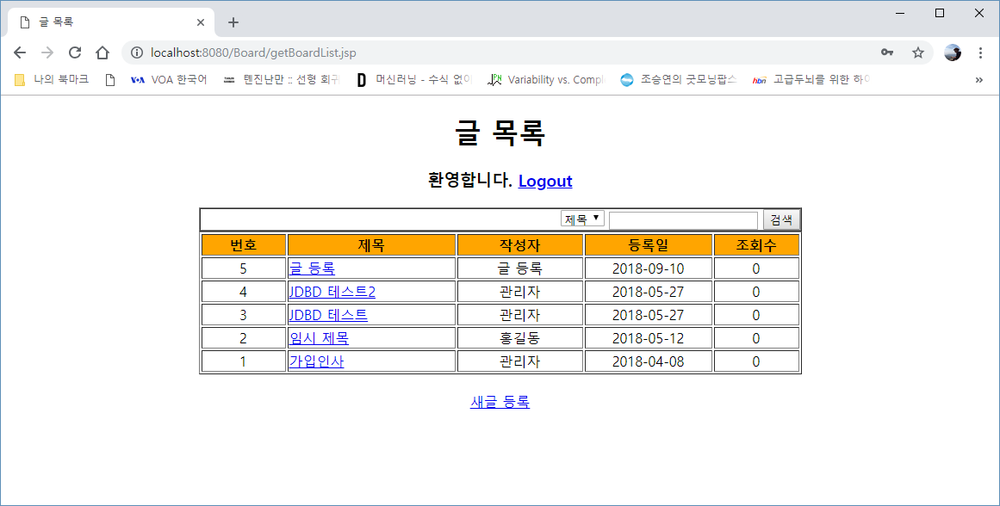 글 목록
localhost:8080/Board/getBoardList.jsp
나의 북마크 VOA VOA 한국어 텐진난만 :: 선형 회귀 D 머신러닝 - 수식 없이 Variability vs. Compl 조승연의 굿모닝팝스 hbn 고급두뇌를 위한 하이
글 목록
환영합니다. Logout
제목 검색
번호 제목 작성자 등록일 조회수
5 글 등록 글 등록 2018-09-10 0
4 JDBD 테스트2 관리자 2018-05-27 0
3 JDBD 테스트 관리자 2018-05-27 0
2 임시 제목 홍길동 2018-05-12 0
1 가입인사 관리자 2018-04-08 0
새글 등록